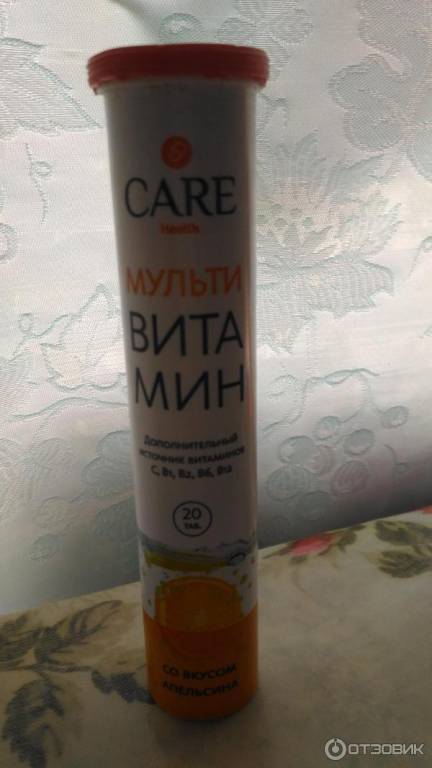 CARE
Health
МУЛЬТИ
ВИТА
МИН
ДОПОЛНИТЕЛЬНЫЙ
ИСТОЧНИК ВИТАМИНОВ
C, B1, B2, B6, B12
20
ТАБ.
СО ВКУСОМ
АПЕЛЬСИНА
ОТЗОВИК